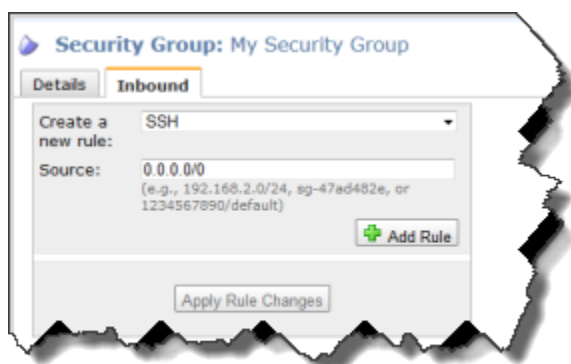 Security Group: My Security Group
Details Inbound
Create a new rule: SSH
Source: 0.0.0.0/0
(e.g., 192.168.2.0/24, sg-47ad482e, or
1234567890/default)
Add Rule
Apply Rule Changes